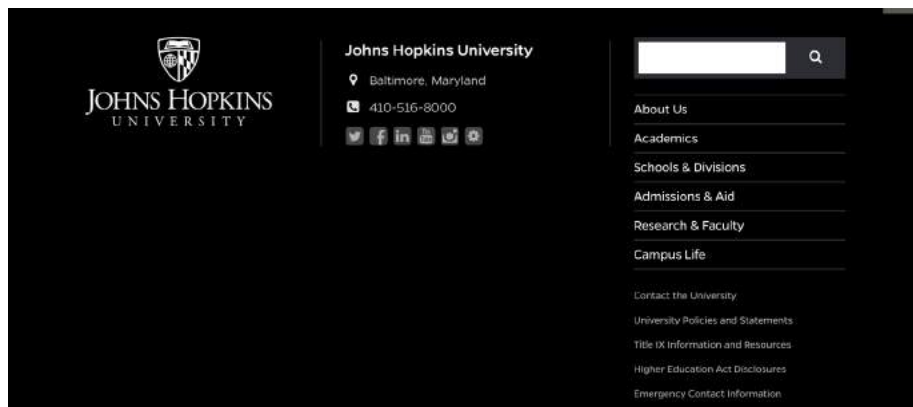 JOHNS HOPKINS
UNIVERSITY
Johns Hopkins University
Baltimore, Maryland
410-516-8000
About Us
Academics
Schools & Divisions
Admissions & Aid
Research & Faculty
Campus Life
Contact the University
University Policies and Statements
Title IX Information and Resources
Higher Education Act Disclosures
Emergency Contact Information